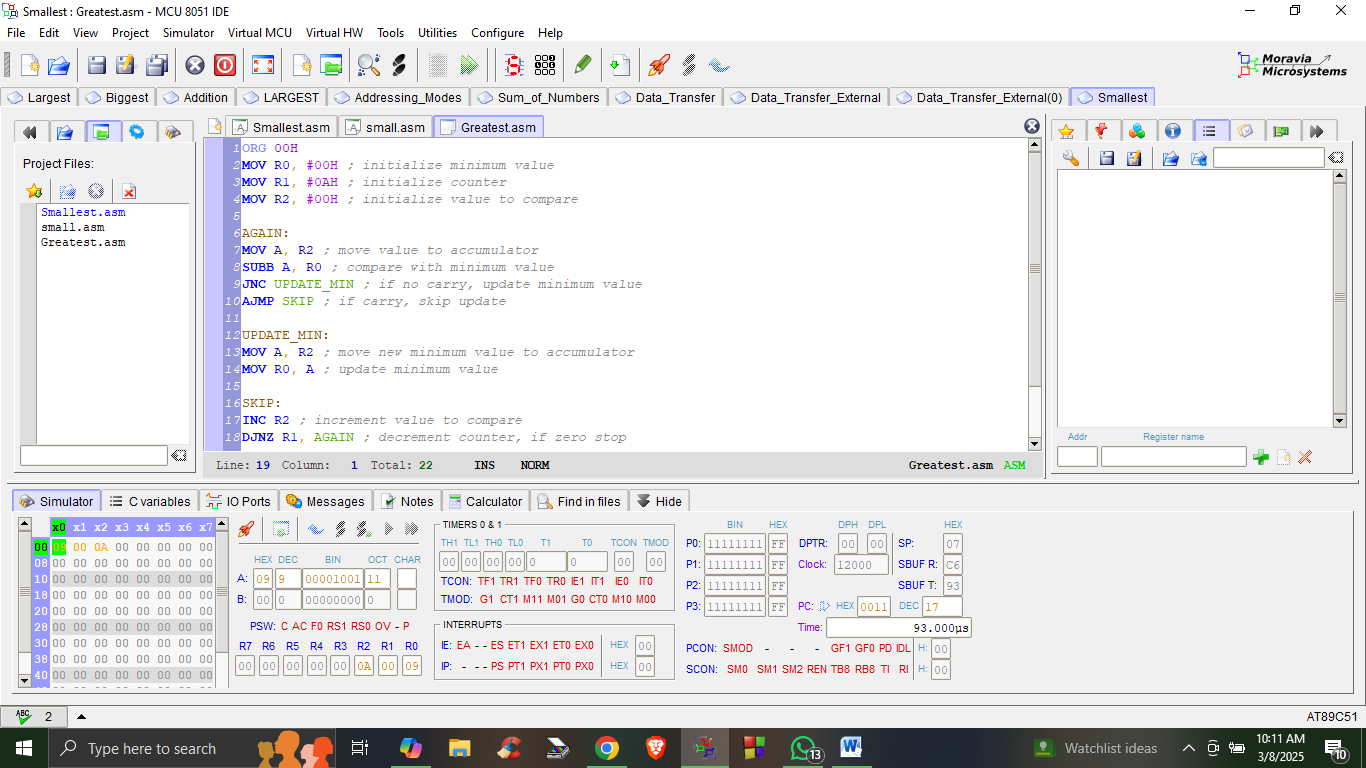 Smallest : Greatest.asm - MCU 8051 IDE
File Edit View Project Simulator Virtual MCU Virtual HW Tools Utilities Configure Help
Moravia
Microsystems
Largest Biggest Addition LARGEST Addressing_Modes Sum_of_Numbers Data_Transfer Data_Transfer_External Data_Transfer_External(0) Smallest
Smallest.asm small.asm Greatest.asm
Project Files:
Smallest.asm
small.asm
Greatest.asm
1 ORG 00H
2 MOV R0, #00H ; initialize minimum value
3 MOV R1, #0AH ; initialize counter
4 MOV R2, #00H ; initialize value to compare
5
6 AGAIN:
7 MOV A, R2 ; move value to accumulator
8 SUBB A, R0 ; compare with minimum value
9 JNC UPDATE_MIN ; if no carry, update minimum value
10 AJMP SKIP ; if carry, skip update
11
12 UPDATE_MIN:
13 MOV A, R2 ; move new minimum value to accumulator
14 MOV R0, A ; update minimum value
15
16 SKIP:
17 INC R2 ; increment value to compare
18 DJNZ R1, AGAIN ; decrement counter, if zero stop
Line: 19 Column: 1 Total: 22 INS NORM Greatest.asm ASM
Addr Register name
Simulator C variables IO Ports Messages Notes Calculator Find in files Hide
x0 x1 x2 x3 x4 x5 x6 x7
00 09 00 0A 00 00 00 00 00
08 00 00 00 00 00 00 00 00
10 00 00 00 00 00 00 00 00
18 00 00 00 00 00 00 00 00
20 00 00 00 00 00 00 00 00
28 00 00 00 00 00 00 00 00
30 00 00 00 00 00 00 00 00
38 00 00 00 00 00 00 00 00
40 00 00 00 00 00 00 00 00
HEX DEC BIN OCT CHAR
A: 09 9 00001001 11
B: 00 0 00000000 0
PSW: C AC F0 RS1 RS0 OV - P
R7 R6 R5 R4 R3 R2 R1 R0
00 00 00 00 00 0A 00 09
TIMERS 0 & 1
TH1 TL1 TH0 TL0 T1 T0 TCON TMOD
00 00 00 00 0 0 00 00
TCON: TF1 TR1 TF0 TR0 IE1 IT1 IE0 IT0
TMOD: G1 CT1 M11 M01 G0 CT0 M10 M00
INTERRUPTS
IE: EA - - ES ET1 EX1 ET0 EX0 HEX 00
IP: - - - PS PT1 PX1 PT0 PX0 HEX 00
BIN HEX
P0: 11111111 FF
P1: 11111111 FF
P2: 11111111 FF
P3: 11111111 FF
DPH DPL HEX
DPTR: 00 00 SP: 07
Clock: 12000 SBUF R: C6
SBUF T: 93
PC: HEX 0011 DEC 17
Time: 93.000µs
PCON: SMOD - - - GF1 GF0 PD IDL H: 00
SCON: SM0 SM1 SM2 REN TB8 RB8 TI RI H: 00
ABC 2 AT89C51
Type here to search
13
W
Watchlist ideas
10:11 AM
3/8/2025
10